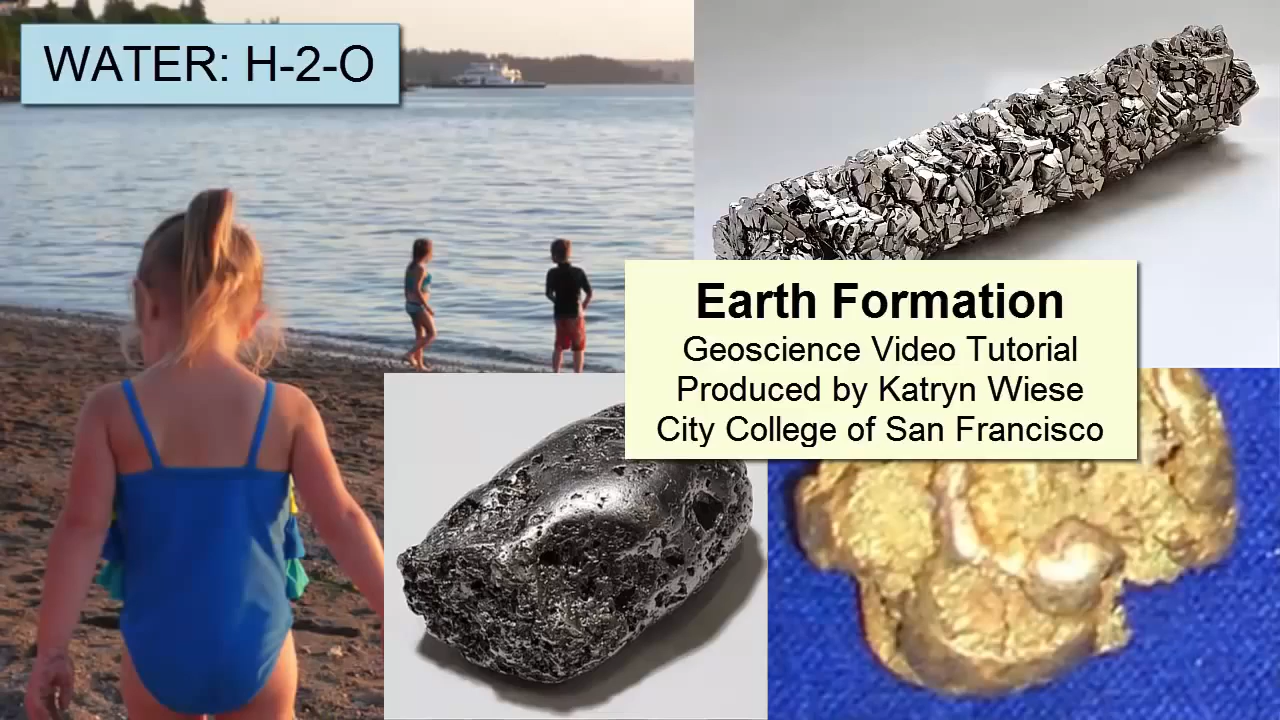 WATER: H-2-O
Earth Formation
Geoscience Video Tutorial
Produced by Katryn Wiese
City College of San Francisco